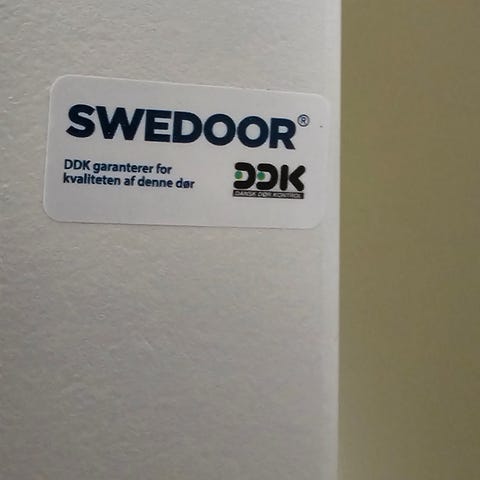 SWEDOOR®
DDK garanterer for
kvaliteten af denne dør
DDK
DANSK DØR KONTROL